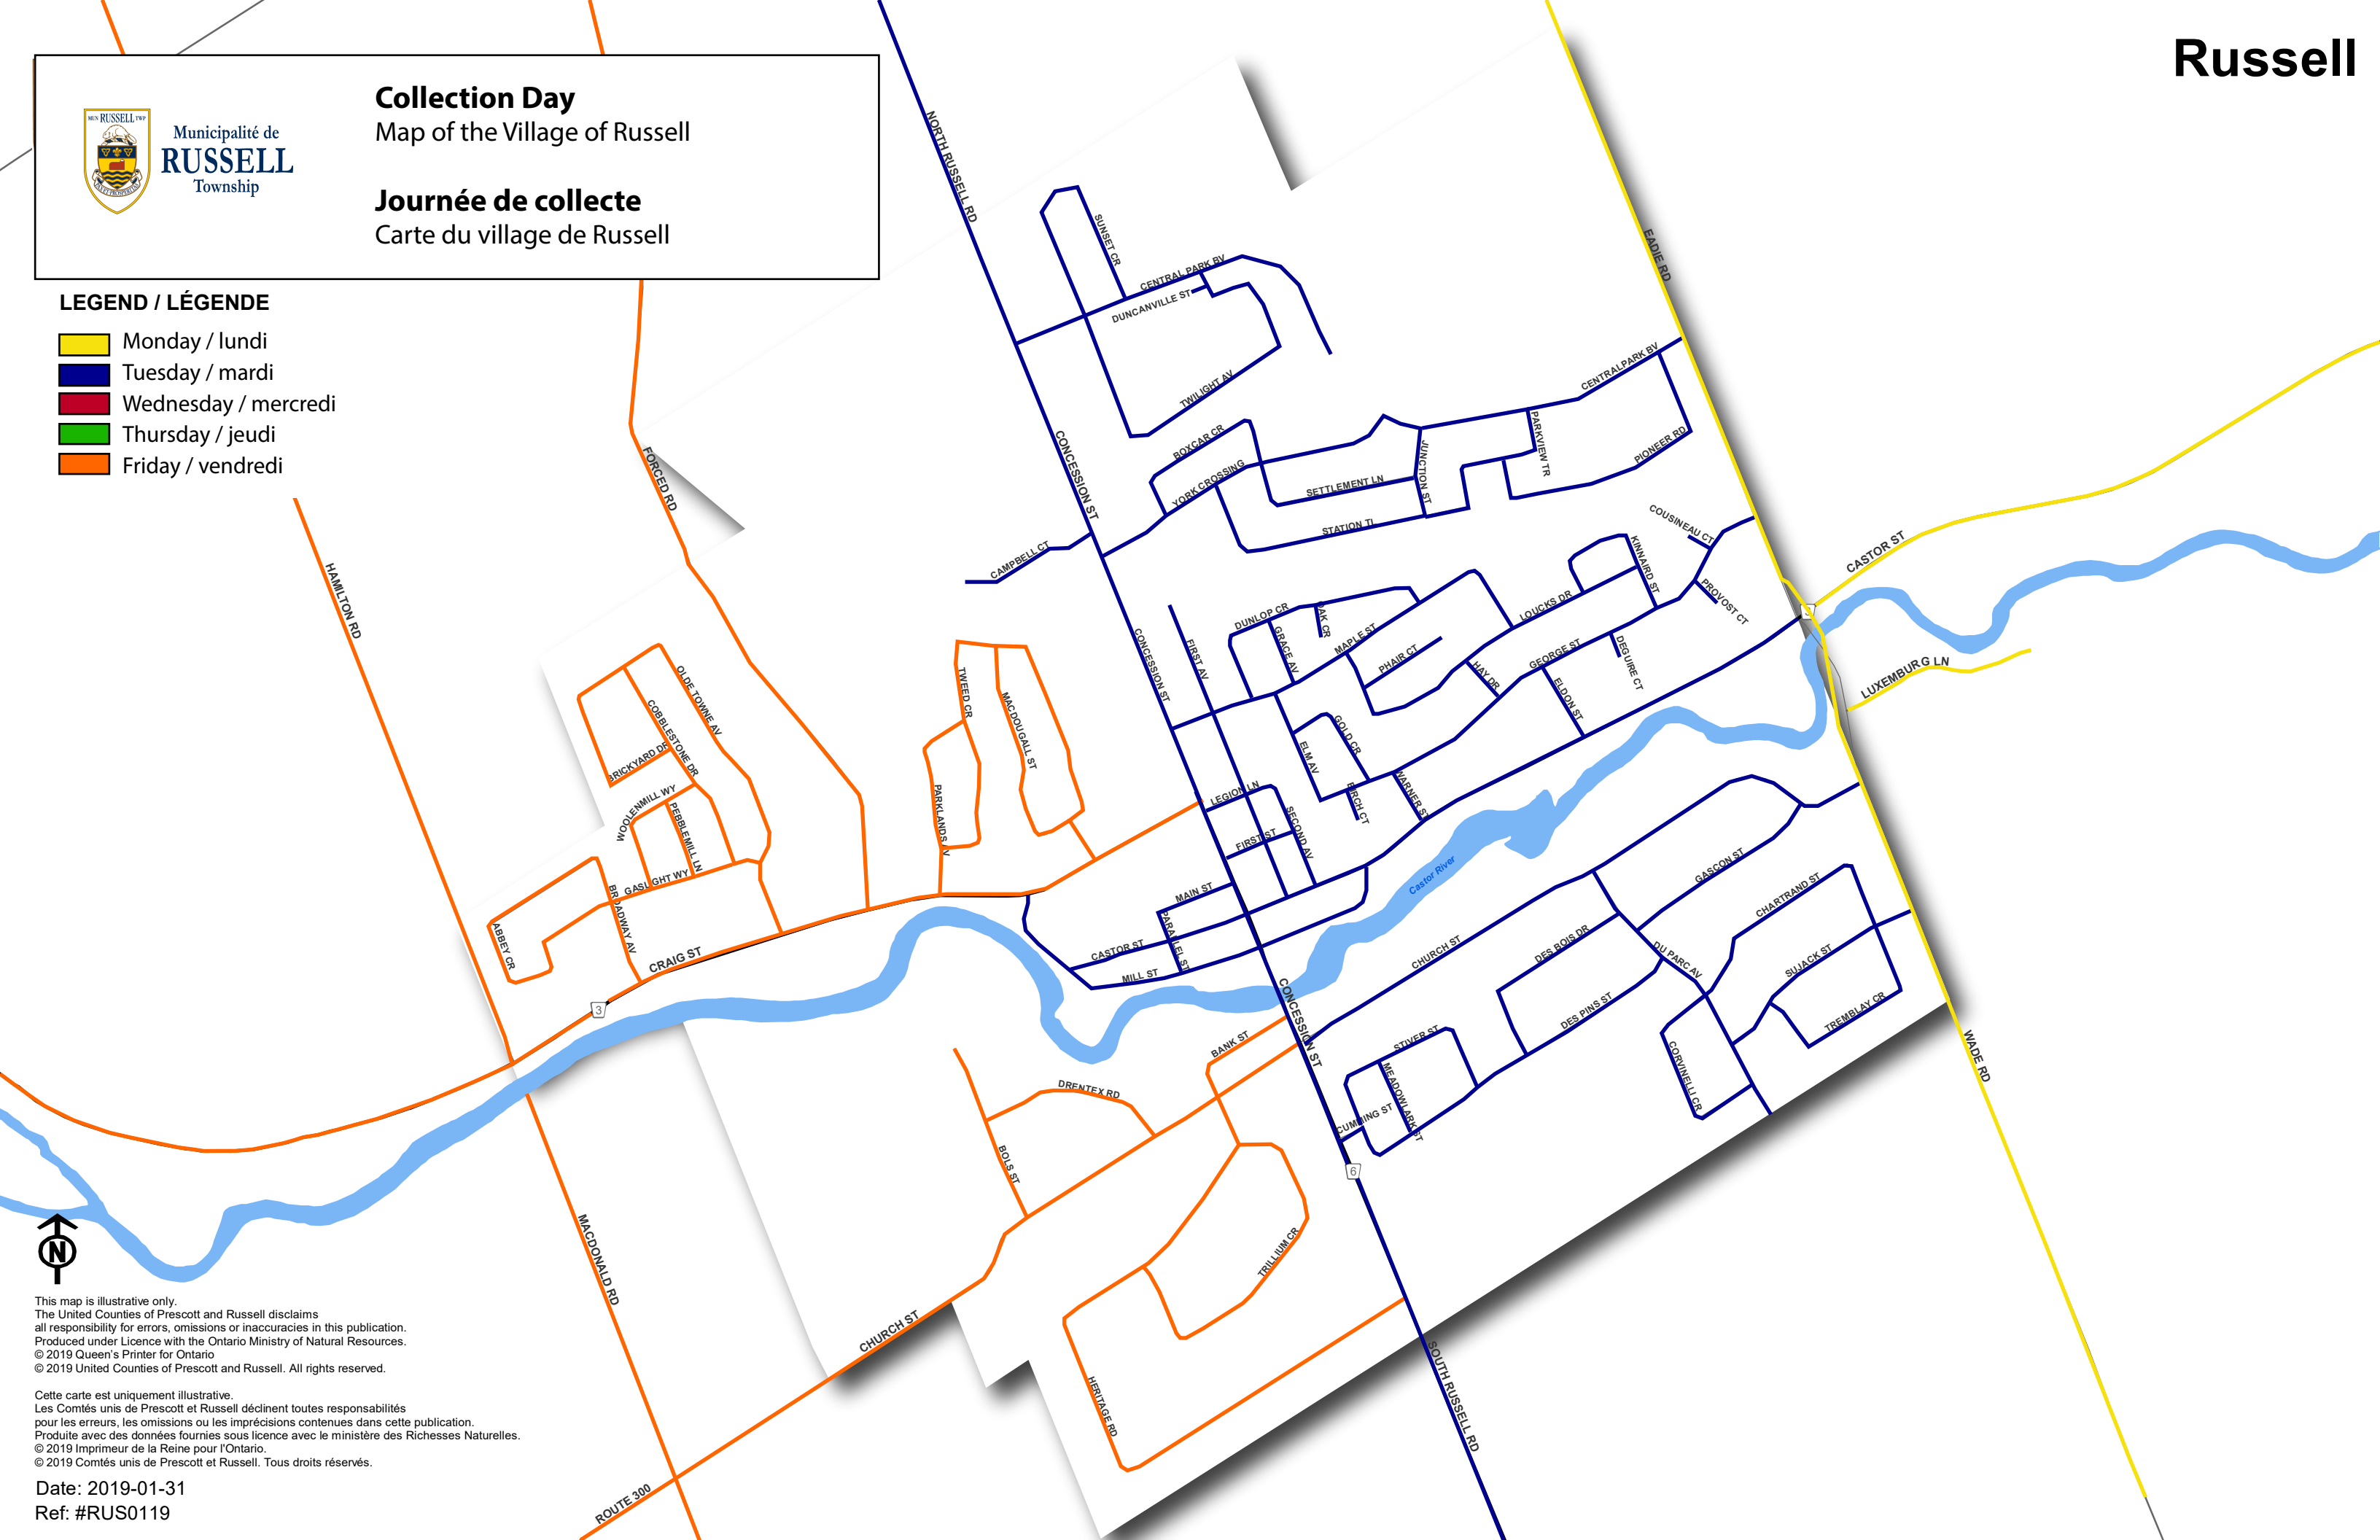 Russell
MUN RUSSELL TWP
Municipalité de
RUSSELL
Township
Collection Day
Map of the Village of Russell
Journée de collecte
Carte du village de Russell
LEGEND / LÉGENDE
Monday / lundi
Tuesday / mardi
Wednesday / mercredi
Thursday / jeudi
Friday / vendredi
NORTH RUSSELL RD
EADIE RD
SUNSET CR
CENTRAL PARK BV
DUNCANVILLE ST
TWILIGHT AV
CENTRALPARK BV
PARKVIEW TR
PIONEER RD
BOXCAR CR
YORK CROSSING
JUNCTION ST
SETTLEMENT LN
STATION TL
CONCESSION ST
FORCED RD
CAMPBELL CT
COUSINEAU CT
PROVOST CT
KINNAIRD ST
CASTOR ST
LUXEMBURG LN
HAMILTON RD
DUNLOP CR
OAK CR
GRACE AV
MAPLE ST
PHAIR CT
LOUCKS DR
HAY DR
GEORGE ST
DEGUIRE CT
ELDON ST
CONCESSION ST
FIRST AV
OLDE TOWNE AV
COBBLESTONE DR
BRICKYARD DR
TWEED CR
MACDOUGALL ST
PARKLANDS AV
GOLD CR
ELM AV
BIRCH CT
WARNER ST
WOOLENMILL WY
PEBBLEMILL LN
GASLIGHT WY
BROADWAY AV
ABBEY CR
CRAIG ST
3
LEGION LN
FIRST ST
SECOND AV
MAIN ST
PARALLEL ST
CASTOR ST
MILL ST
Castor River
CHURCH ST
GASCON ST
CHARTRAND ST
DES BOIS DR
DU PARC AV
SUJACK ST
DES PINS ST
TREMBLAY CR
CONCESSION ST
BANK ST
STIVER ST
MEADOWLARK ST
CUMMING ST
CORVINELLI CR
WADE RD
DRENTEX RD
BOLS ST
6
MACDONALD RD
TRILLIUM CR
CHURCH ST
HERITAGE RD
SOUTH RUSSELL RD
ROUTE 300
N
This map is illustrative only.
The United Counties of Prescott and Russell disclaims
all responsibility for errors, omissions or inaccuracies in this publication.
Produced under Licence with the Ontario Ministry of Natural Resources.
© 2019 Queen's Printer for Ontario
© 2019 United Counties of Prescott and Russell. All rights reserved.
Cette carte est uniquement illustrative.
Les Comtés unis de Prescott et Russell déclinent toutes responsabilités
pour les erreurs, les omissions ou les imprécisions contenues dans cette publication.
Produite avec des données fournies sous licence avec le ministère des Richesses Naturelles.
© 2019 Imprimeur de la Reine pour l'Ontario.
© 2019 Comtés unis de Prescott et Russell. Tous droits réservés.
Date: 2019-01-31
Ref: #RUS0119